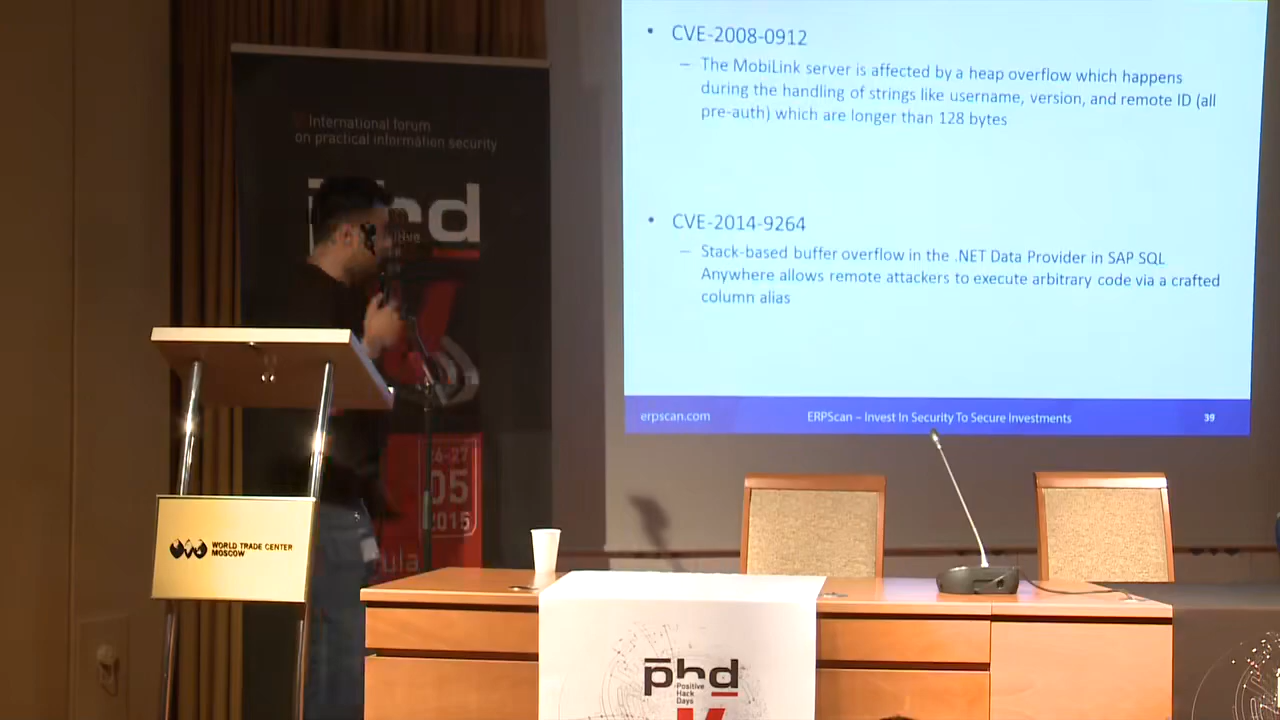 • CVE-2008-0912
– The MobiLink server is affected by a heap overflow which happens
during the handling of strings like username, version, and remote ID (all
pre-auth) which are longer than 128 bytes
• CVE-2014-9264
– Stack-based buffer overflow in the .NET Data Provider in SAP SQL
Anywhere allows remote attackers to execute arbitrary code via a crafted
column alias
erpscan.com
ERPScan – Invest In Security To Secure Investments
39
International forum
on practical information security
phd
05
2015
WORLD TRADE CENTER
MOSCOW
phd
Positive
Hack
Days